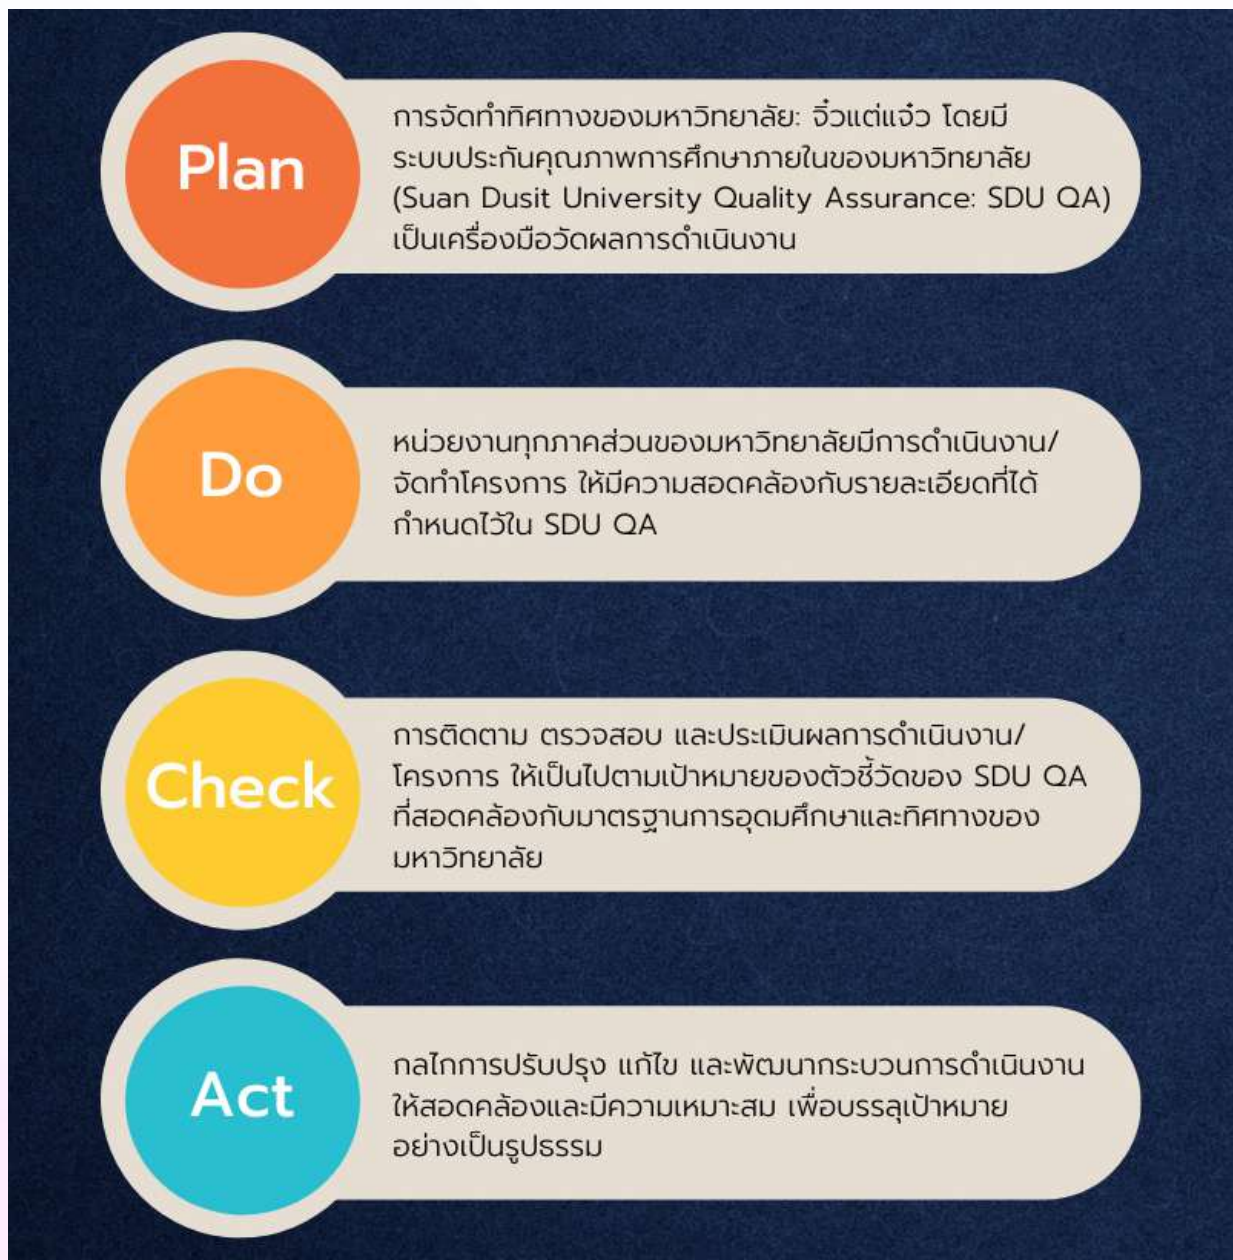 Plan
การจัดทำทิศทางของมหาวิทยาลัย: จิ๋วแต่แจ๋ว โดยมี
ระบบประกันคุณภาพการศึกษาภายในของมหาวิทยาลัย
(Suan Dusit University Quality Assurance: SDU QA)
เป็นเครื่องมือวัดผลการดำเนินงาน
Do
หน่วยงานทุกภาคส่วนของมหาวิทยาลัยมีการดำเนินงาน/
จัดทำโครงการ ให้มีความสอดคล้องกับรายละเอียดที่ได้
กำหนดไว้ใน SDU QA
Check
การติดตาม ตรวจสอบ และประเมินผลการดำเนินงาน/
โครงการ ให้เป็นไปตามเป้าหมายของตัวชี้วัดของ SDU QA
ที่สอดคล้องกับมาตรฐานการอุดมศึกษาและทิศทางของ
มหาวิทยาลัย
Act
กลไกการปรับปรุง แก้ไข และพัฒนากระบวนการดำเนินงาน
ให้สอดคล้องและมีความเหมาะสม เพื่อบรรลุเป้าหมาย
อย่างเป็นรูปธรรม